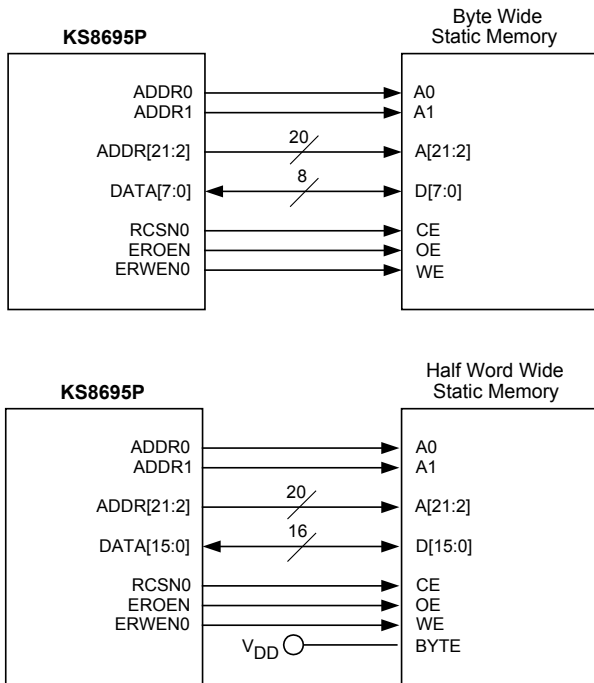 KS8695P
Byte Wide
Static Memory
ADDR0
A0
ADDR1
A1
ADDR[21:2]
20
A[21:2]
DATA[7:0]
8
D[7:0]
RCSN0
CE
EROEN
OE
ERWEN0
WE
KS8695P
Half Word Wide
Static Memory
ADDR0
A0
ADDR1
A1
ADDR[21:2]
20
A[21:2]
DATA[15:0]
16
D[15:0]
RCSN0
CE
EROEN
OE
ERWEN0
WE
VDD
BYTE